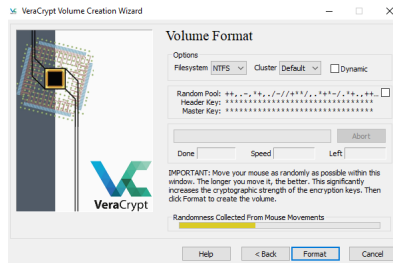 VeraCrypt Volume Creation Wizard
Volume Format
Options
Filesystem NTFS Cluster Default Dynamic
Random Pool: ++,.-,*+,./-//+**/,.*+*-/.*+.,++...
Header Key: ********************************
Master Key: ********************************
Abort
Done Speed Left
IMPORTANT: Move your mouse as randomly as possible within this
window. The longer you move it, the better. This significantly
increases the cryptographic strength of the encryption keys. Then
click Format to create the volume.
Randomness Collected From Mouse Movements
VeraCrypt
Help < Back Format Cancel